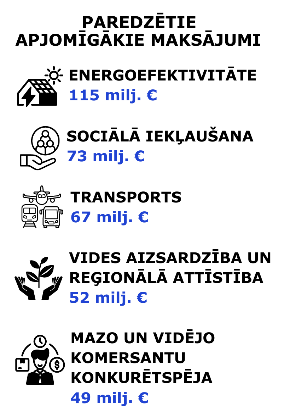 PAREDZĒTIE
APJOMĪGĀKIE MAKSĀJUMI
ENERGOEFEKTIVITĀTE
115 milj. €
SOCIĀLĀ IEKĻAUŠANA
73 milj. €
TRANSPORTS
67 milj. €
VIDES AIZSARDZĪBA UN
REĢIONĀLĀ ATTĪSTĪBA
52 milj. €
MAZO UN VIDĒJO
KOMERSANTU
KONKURĒTSPĒJA
49 milj. €